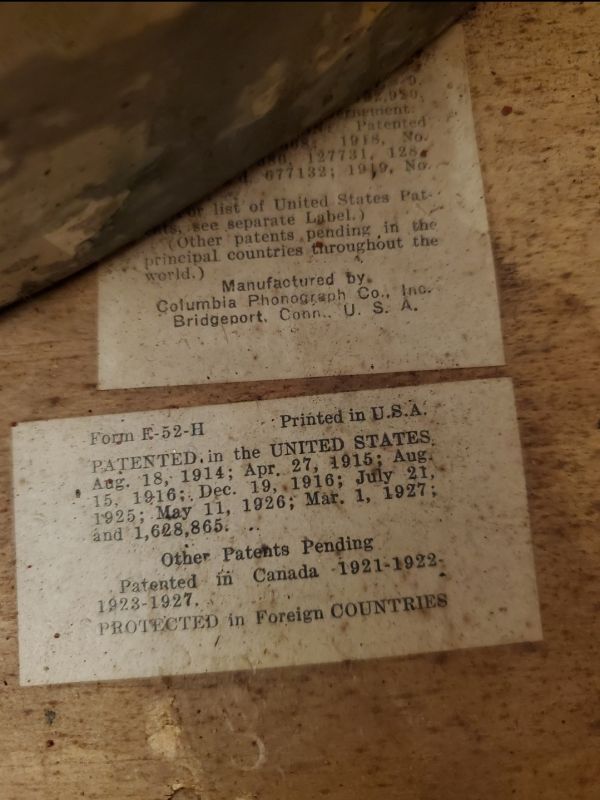 Patented
1918, No.
127731, 128,
677132; 1919, No.
or list of United States Pat-
ents, see separate Label.)
(Other patents pending in the
principal countries throughout the
world.)
Manufactured by
Columbia Phonograph Co., Inc.
Bridgeport, Conn., U. S. A.
Form E-52-H Printed in U.S.A.
PATENTED in the UNITED STATES
Aug. 18, 1914; Apr. 27, 1915; Aug.
15, 1916; Dec. 19, 1916; July 21,
1925; May 11, 1926; Mar. 1, 1927;
and 1,628,865.
Other Patents Pending
Patented in Canada 1921-1922-
1923-1927.
PROTECTED in Foreign COUNTRIES